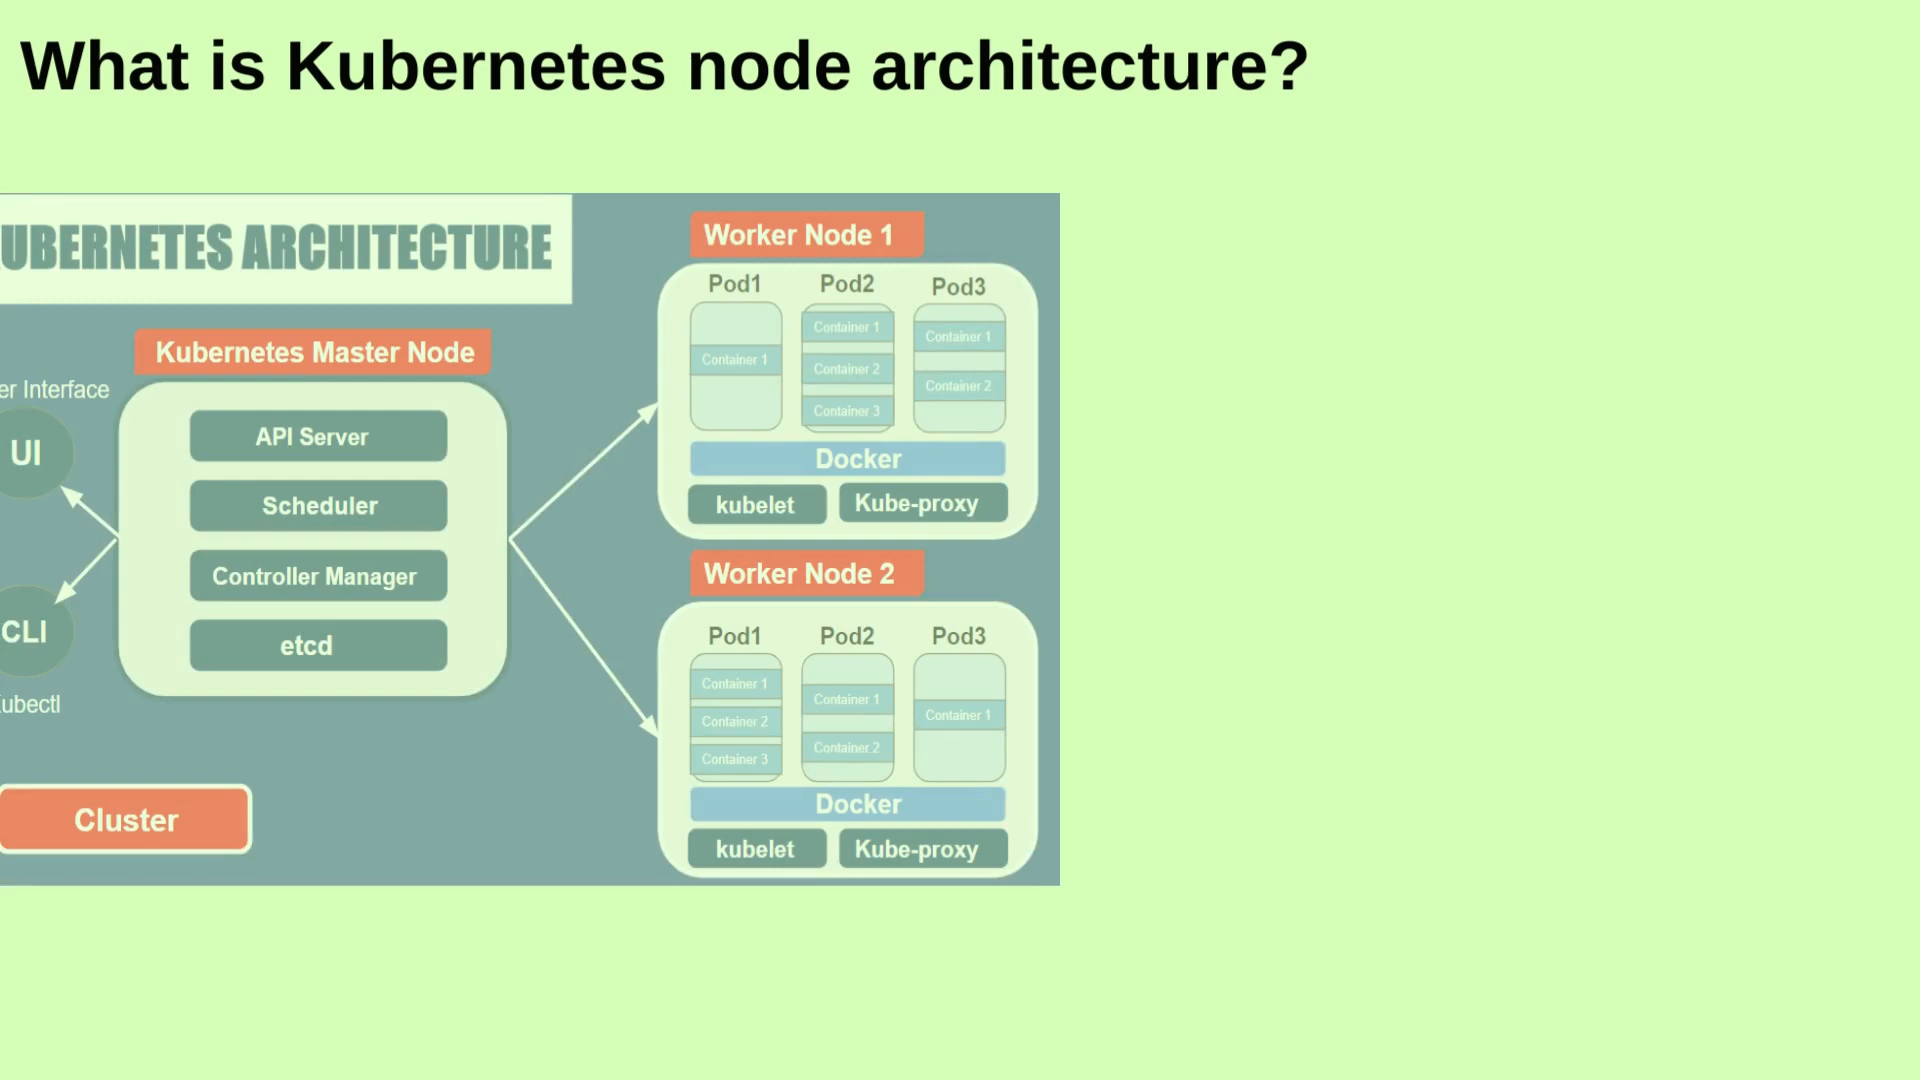 What is Kubernetes node architecture?
UBERNETES ARCHITECTURE
Kubernetes Master Node
er Interface
UI
CLI
ubectl
API Server
Scheduler
Controller Manager
etcd
Cluster
Worker Node 1
Pod1 Pod2 Pod3
Container 1
Container 1
Container 2
Container 3
Container 1
Container 2
Docker
kubelet Kube-proxy
Worker Node 2
Pod1 Pod2 Pod3
Container 1
Container 2
Container 3
Container 1
Container 2
Container 1
Docker
kubelet Kube-proxy